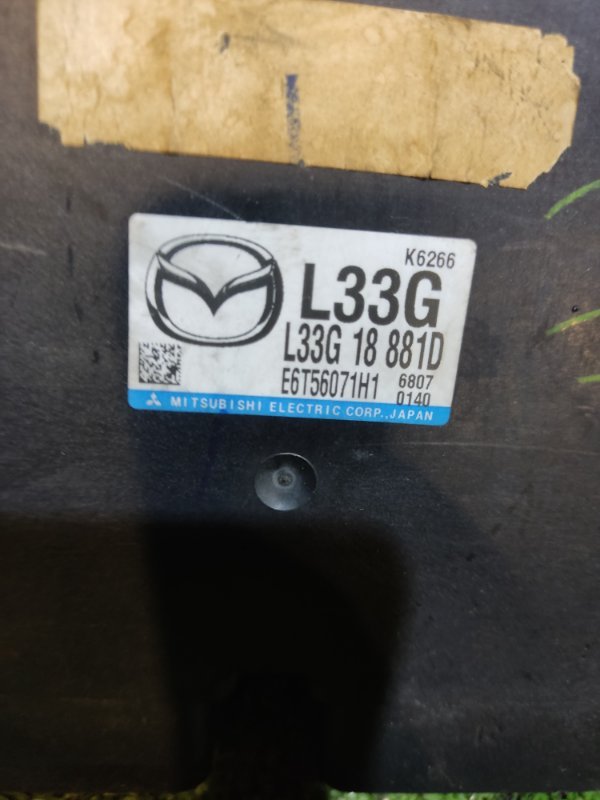 K6266
L33G
L33G 18 881D
E6T56071H1 6807
0140
MITSUBISHI ELECTRIC CORP., JAPAN